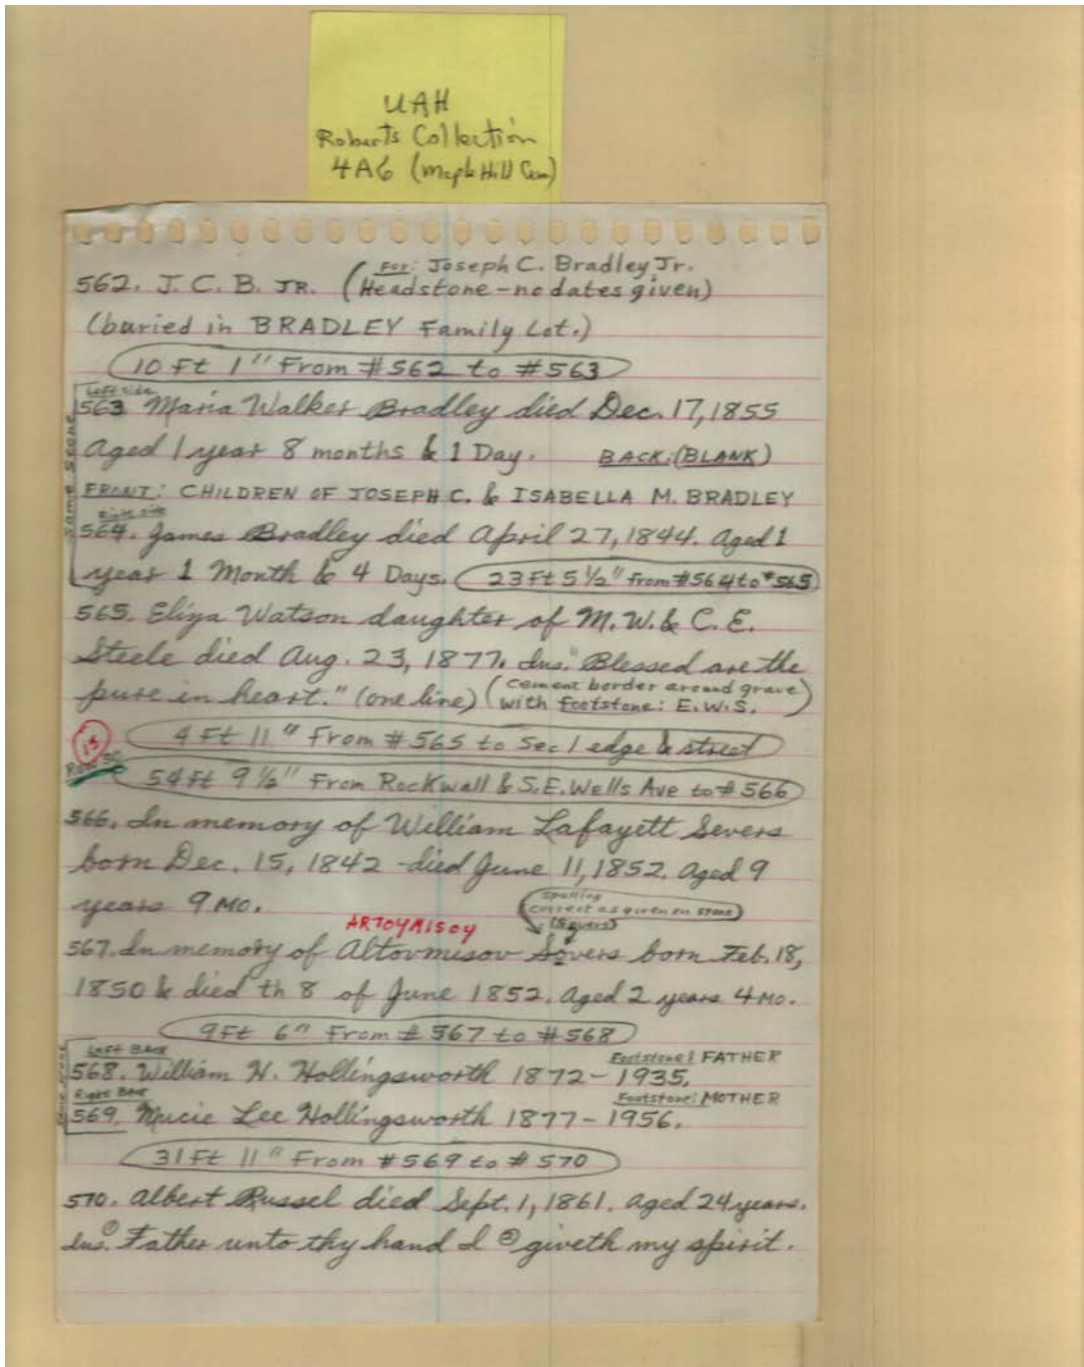 UAH
Roberts Collection
4A6 (Maple Hill Cem)
For: Joseph C. Bradley Jr.
562. J. C. B. JR. (Headstone - no dates given)
(buried in BRADLEY Family Lot.)
10 Ft 1" From #562 to #563
Left side
563 Maria Walker Bradley died Dec. 17, 1855
Aged 1 year 8 months & 1 Day. BACK: (BLANK)
Same Stone
FRONT: CHILDREN OF JOSEPH C. & ISABELLA M. BRADLEY
Right side
564. James Bradley died April 27, 1844. Aged 1
year 1 Month & 4 Days. 23 Ft 5 1/2" From #564 to #565
565. Eliza Watson daughter of M. W. & C. E.
Steele died Aug. 23, 1877. Ins. "Blessed are the
pure in heart." (one line) (cement border around grave
with footstone: E.W.S.)
15
4 Ft 11" From #565 to Sec 1 edge & street
Row
54 Ft 9 1/2" From Rockwall & S.E. Wells Ave to #566
566. In memory of William Lafayett Severs
born Dec. 15, 1842 - died June 11, 1852. Aged 9
years 9 MO.
Spelling
correct as given on stone
(Severs)
ARTOYMISOY
567. In memory of Altovmisov Sovers born Feb. 18,
1850 & died th 8 of June 1852. Aged 2 years 4 MO.
9 Ft 6" From #567 to #568
Left BACK
Footstone: FATHER
568. William H. Hollingsworth 1872 - 1935.
Right BACK
Footstone: MOTHER
569. Mucie Lee Hollingsworth 1877 - 1956.
31 Ft 11" From #569 to #570
570. Albert Russel died Sept. 1, 1861. Aged 24 years.
Ins. ① Father unto thy hand I ② giveth my spirit.